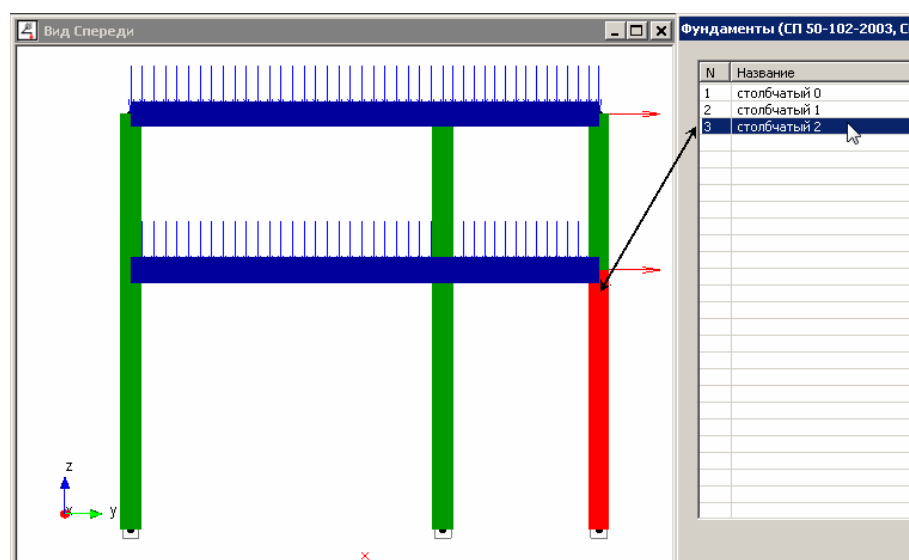 Вид Спереди
z
x
y
Фундаменты (СП 50-102-2003, С
N Название
1 столбчатый 0
2 столбчатый 1
3 столбчатый 2